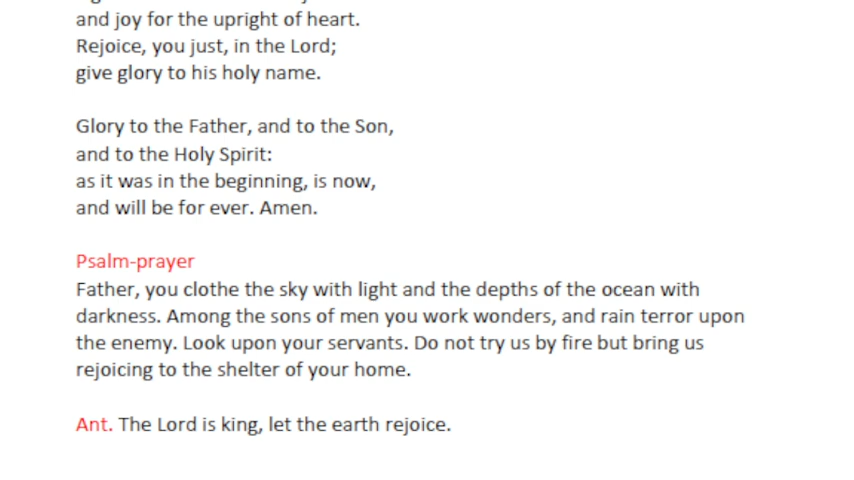 and joy for the upright of heart.
Rejoice, you just, in the Lord;
give glory to his holy name.
Glory to the Father, and to the Son,
and to the Holy Spirit:
as it was in the beginning, is now,
and will be for ever. Amen.
Psalm-prayer
Father, you clothe the sky with light and the depths of the ocean with
darkness. Among the sons of men you work wonders, and rain terror upon
the enemy. Look upon your servants. Do not try us by fire but bring us
rejoicing to the shelter of your home.
Ant. The Lord is king, let the earth rejoice.